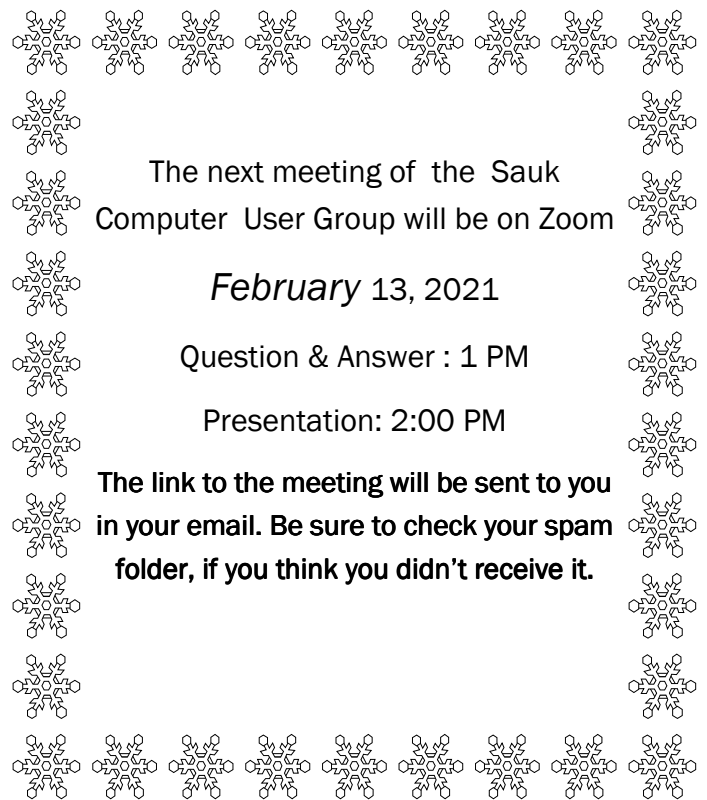 The next meeting of the Sauk
Computer User Group will be on Zoom
February 13, 2021
Question & Answer : 1 PM
Presentation: 2:00 PM
The link to the meeting will be sent to you
in your email. Be sure to check your spam
folder, if you think you didn’t receive it.